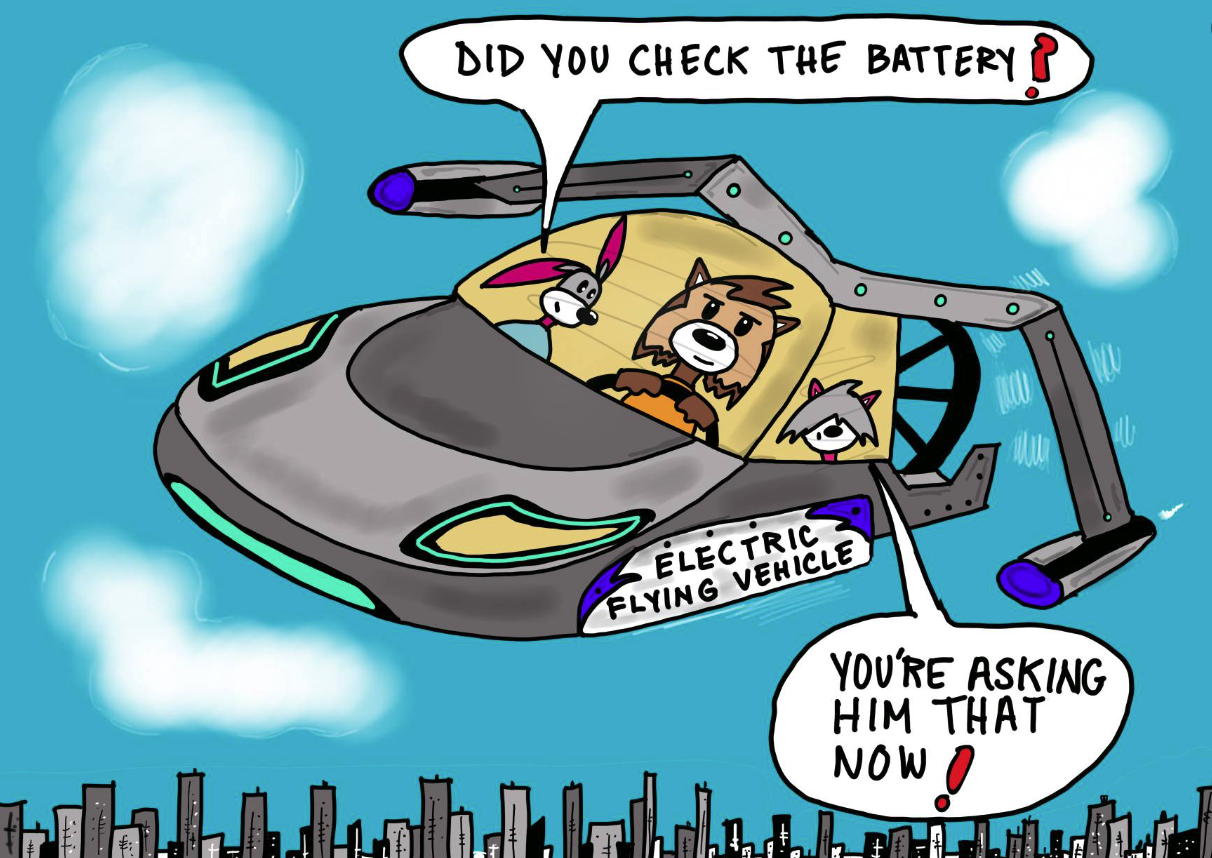 DID YOU CHECK THE BATTERY?
ELECTRIC
FLYING VEHICLE
YOU'RE ASKING
HIM THAT
NOW!